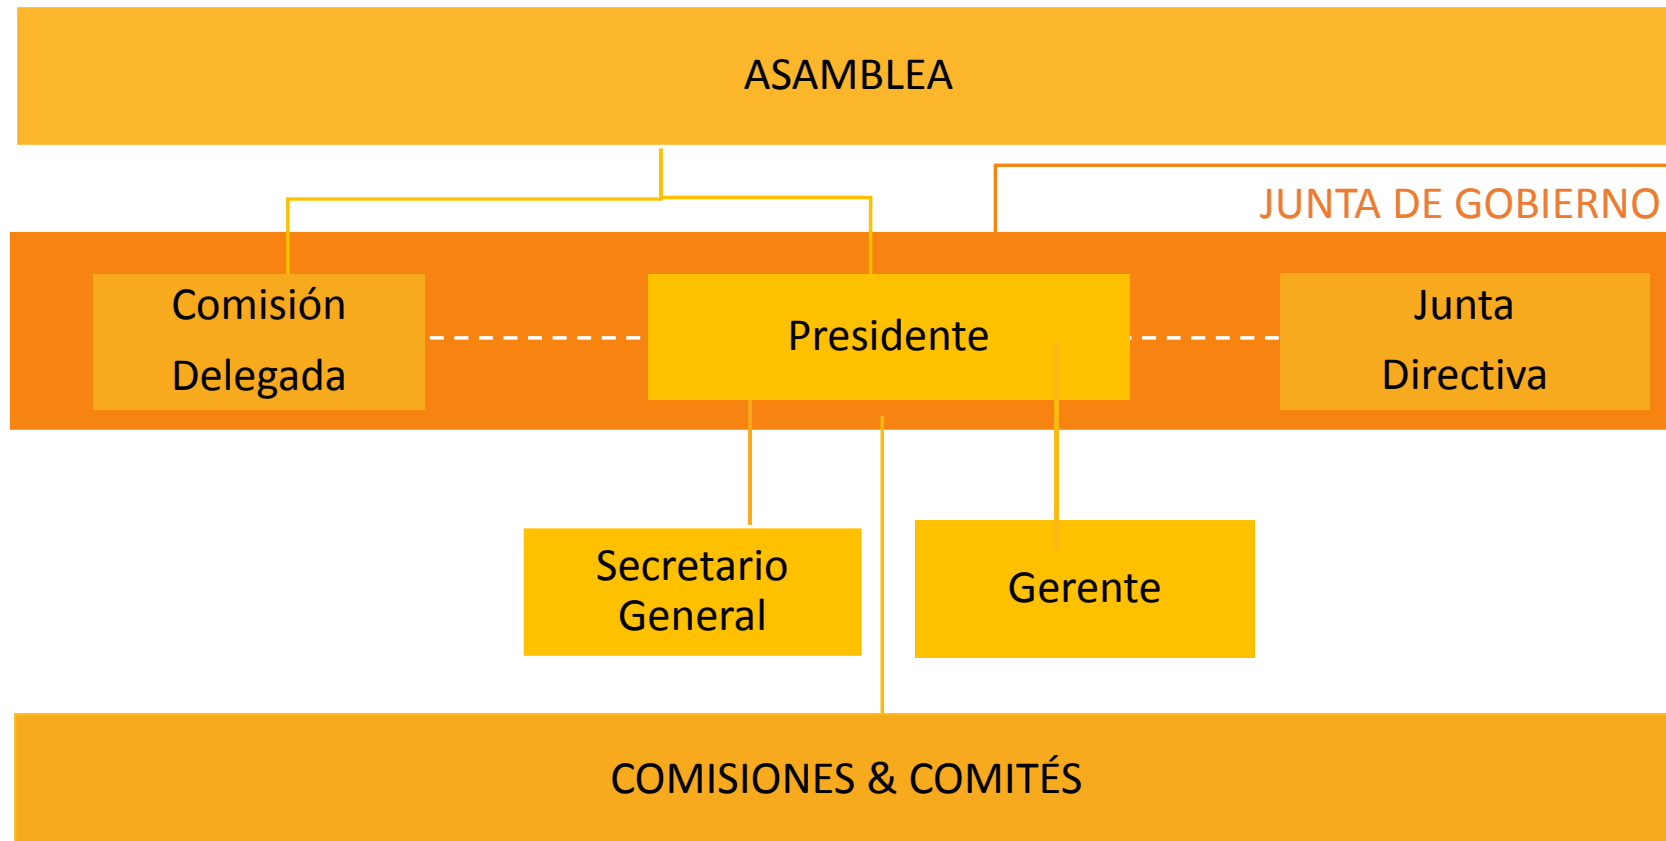 ASAMBLEA
JUNTA DE GOBIERNO
Comisión
Delegada
Presidente
Junta
Directiva
Secretario
General
Gerente
COMISIONES & COMITÉS